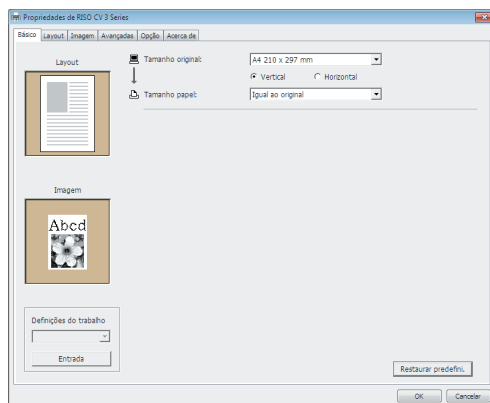 Propriedades de RISO CV 3 Series
Básico Layout Imagem Avançadas Opção Acerca de
Layout
Tamanho original: A4 210 x 297 mm
Vertical Horizontal
Tamanho papel: Igual ao original
Imagem
Abcd
Definições do trabalho
Entrada
Restaurar predefini.
OK Cancelar